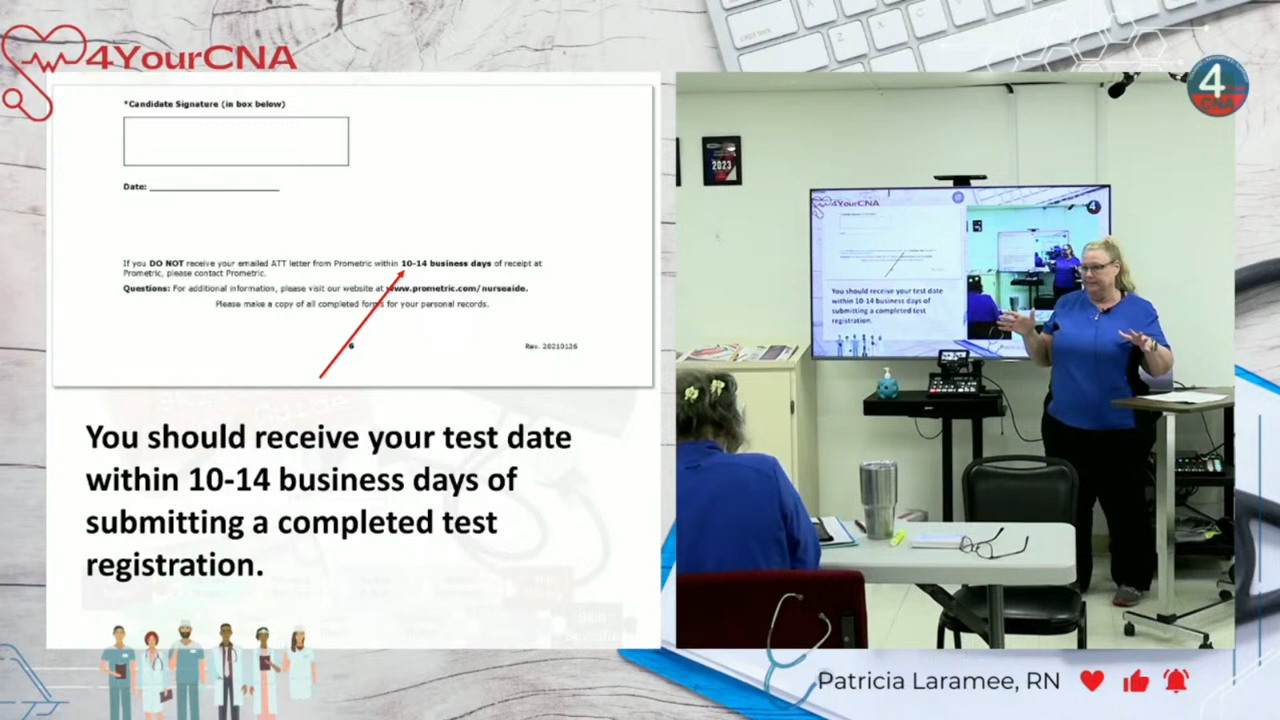 4YourCNA
*Candidate Signature (in box below)
Date:
If you DO NOT receive your emailed ATT letter from Prometric within 10-14 business days of receipt at
Prometric, please contact Prometric.
Questions: For additional information, please visit our website at www.prometric.com/nurseaide.
Please make a copy of all completed forms for your personal records.
6
Rev. 20210126
You should receive your test date
within 10-14 business days of
submitting a completed test
registration.
4
CNA
2023
4YourCNA
4
You should receive your test date
within 10-14 business days of
submitting a completed test
registration.
Patricia Laramee, RN